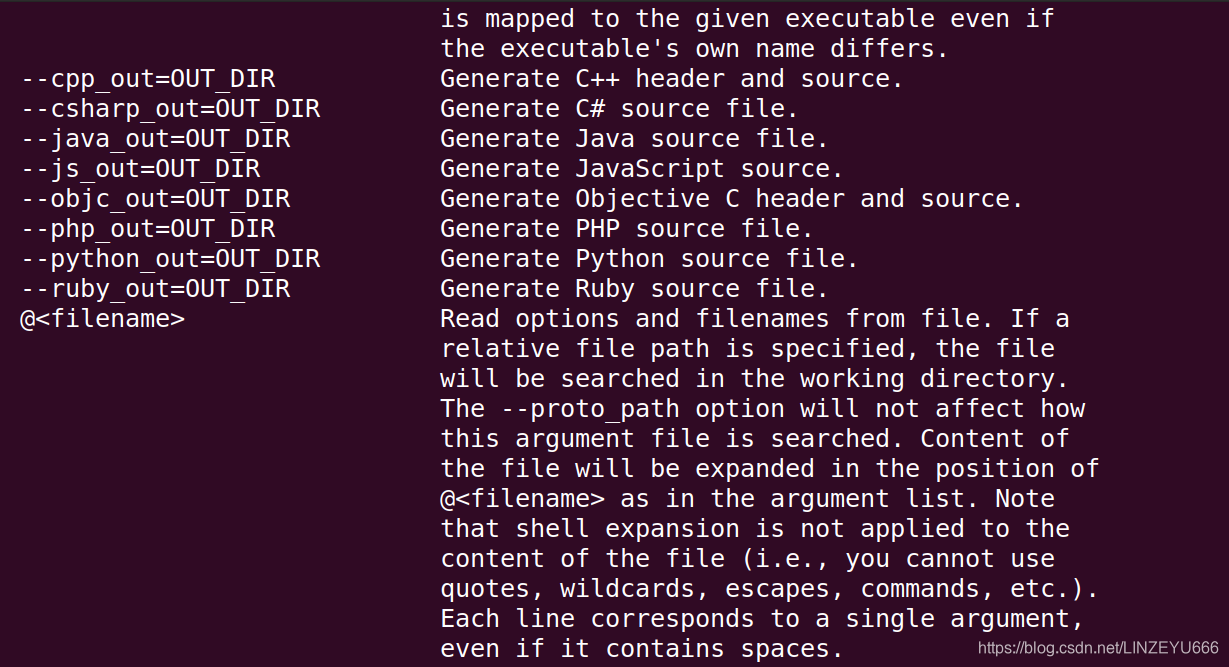 is mapped to the given executable even if
the executable's own name differs.
--cpp_out=OUT_DIR Generate C++ header and source.
--csharp_out=OUT_DIR Generate C# source file.
--java_out=OUT_DIR Generate Java source file.
--js_out=OUT_DIR Generate JavaScript source.
--objc_out=OUT_DIR Generate Objective C header and source.
--php_out=OUT_DIR Generate PHP source file.
--python_out=OUT_DIR Generate Python source file.
--ruby_out=OUT_DIR Generate Ruby source file.
@<filename> Read options and filenames from file. If a
relative file path is specified, the file
will be searched in the working directory.
The --proto_path option will not affect how
this argument file is searched. Content of
the file will be expanded in the position of
@<filename> as in the argument list. Note
that shell expansion is not applied to the
content of the file (i.e., you cannot use
quotes, wildcards, escapes, commands, etc.).
Each line corresponds to a single argument,
even if it contains spaces.
https://blog.csdn.net/LINZEYU666